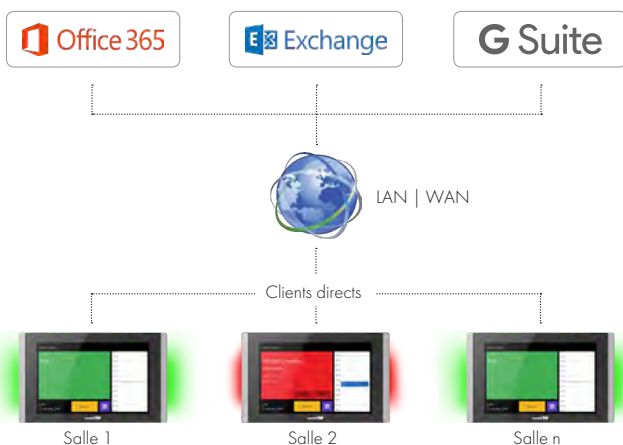 Office 365
E Exchange
G Suite
LAN | WAN
Clients directs
Salle 1
Salle 2
Salle n